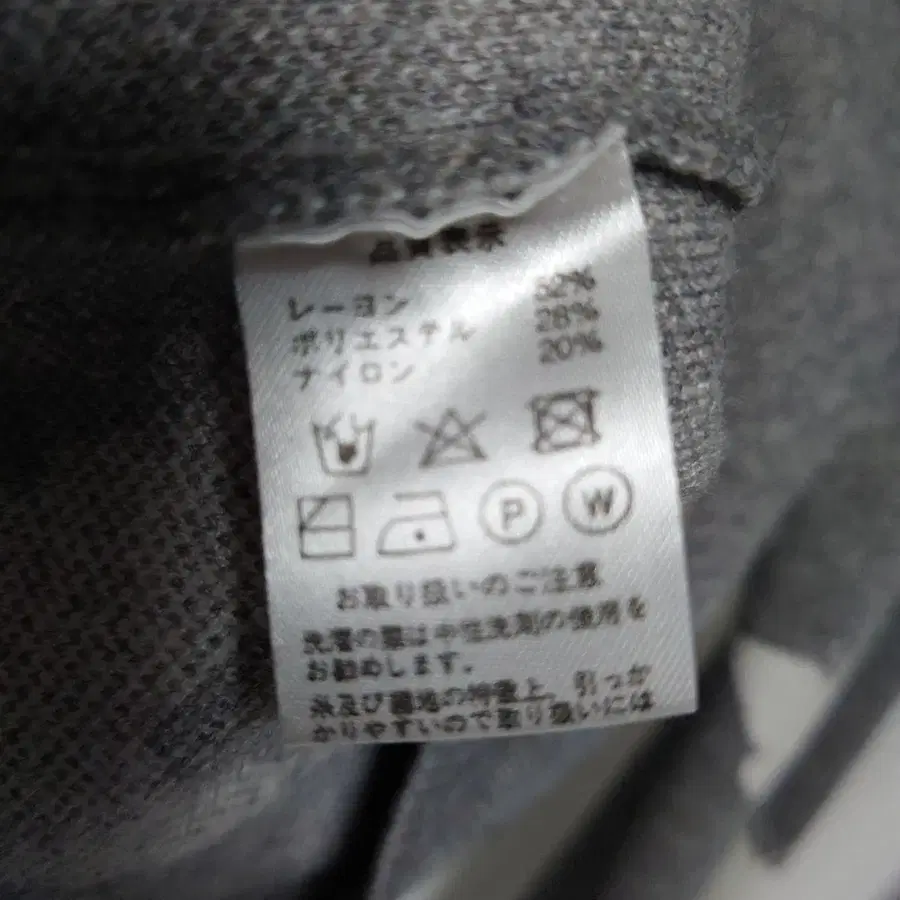 品質表示
レーヨン 52%
ポリエステル 28%
ナイロン 20%
P W
お取り扱いのご注意
洗濯の際は中性洗剤の使用を
お勧めします。
糸及び編地の特性上、引っか
かりやすいので取り扱いには